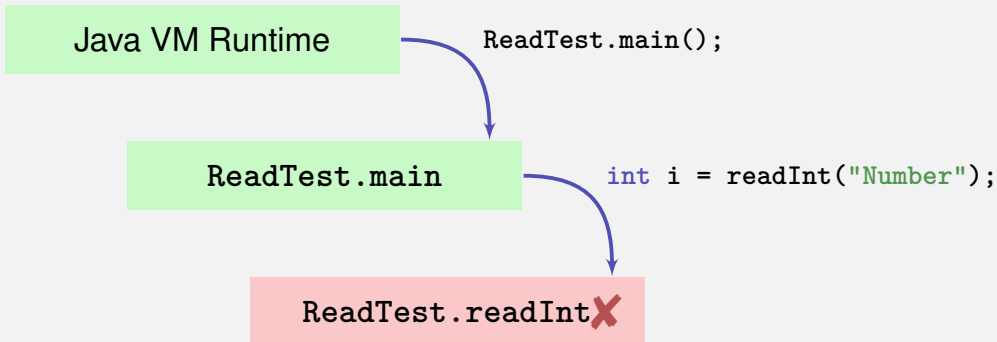 Java VM Runtime
ReadTest.main();
ReadTest.main
int i = readInt("Number");
ReadTest.readInt✘